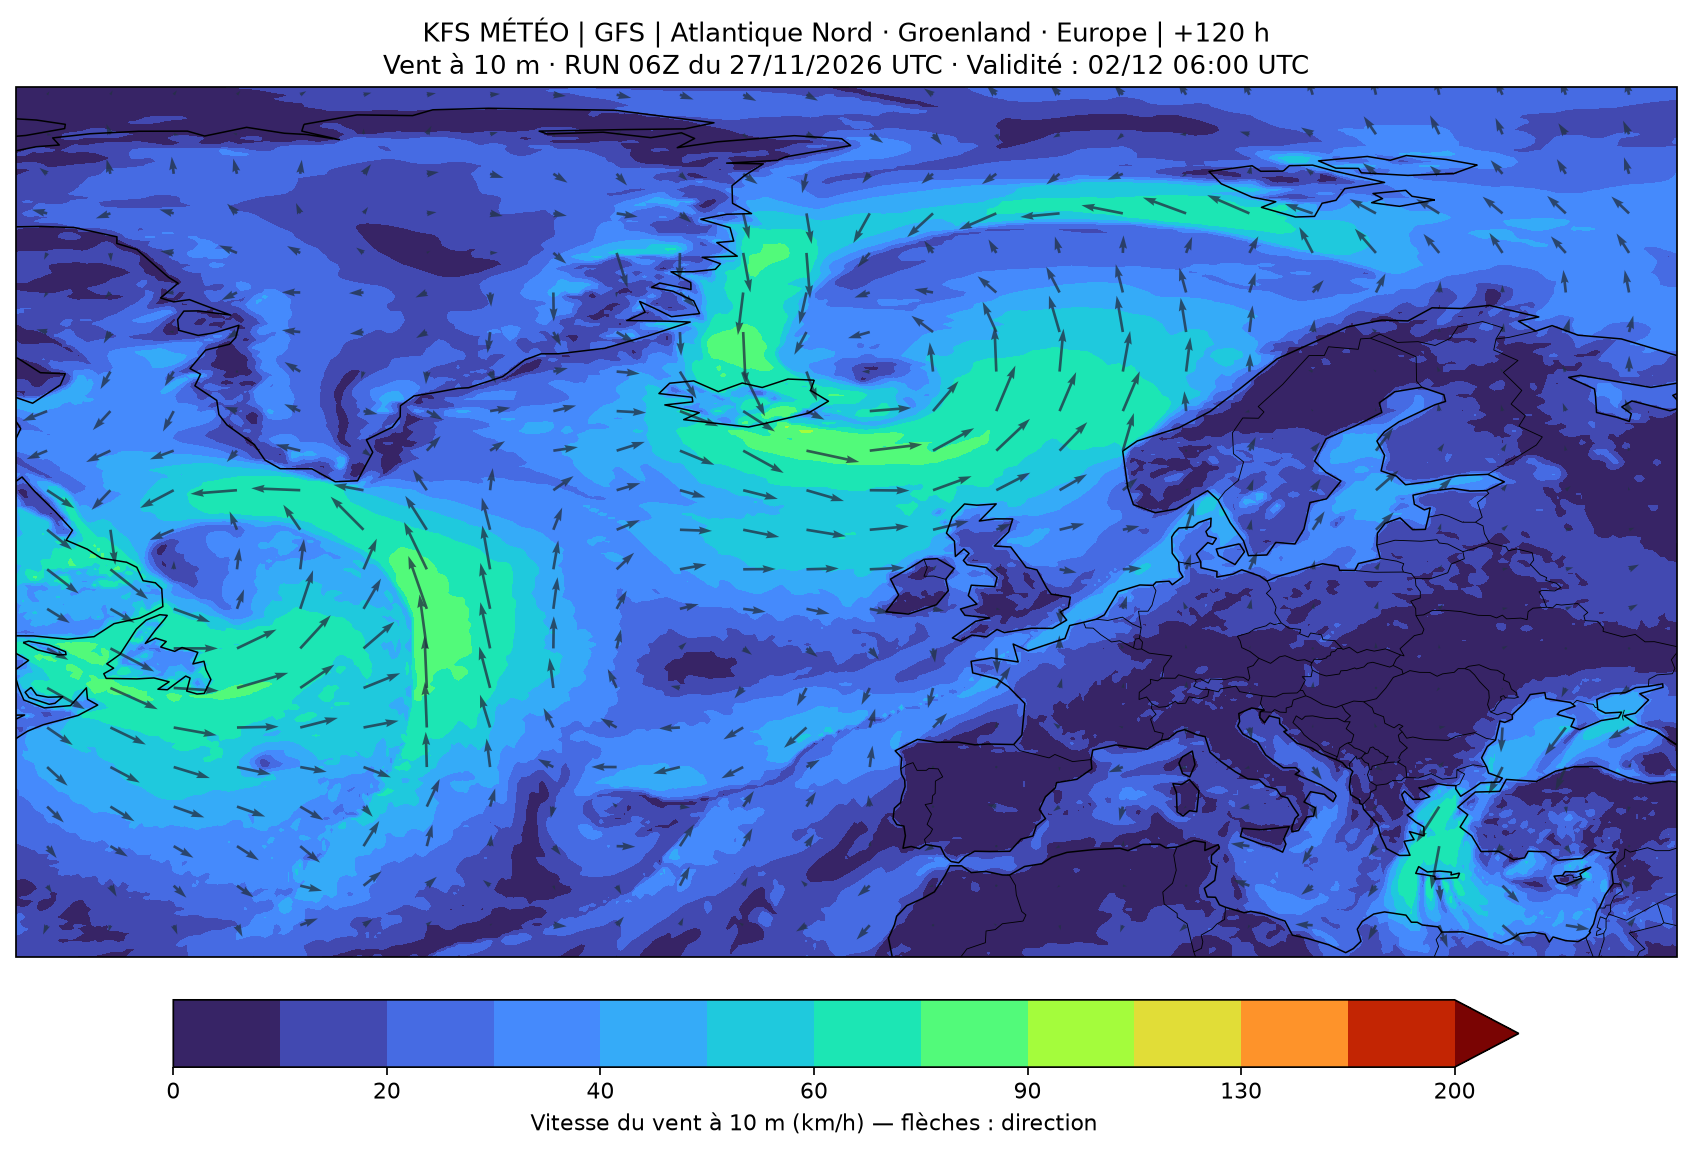 KFS MÉTÉO | GFS | Atlantique Nord · Groenland · Europe | +120 h
Vent à 10 m · RUN 06Z du 27/11/2026 UTC · Validité : 02/12 06:00 UTC
0 20 40 60 90 130 200
Vitesse du vent à 10 m (km/h) — flèches : direction